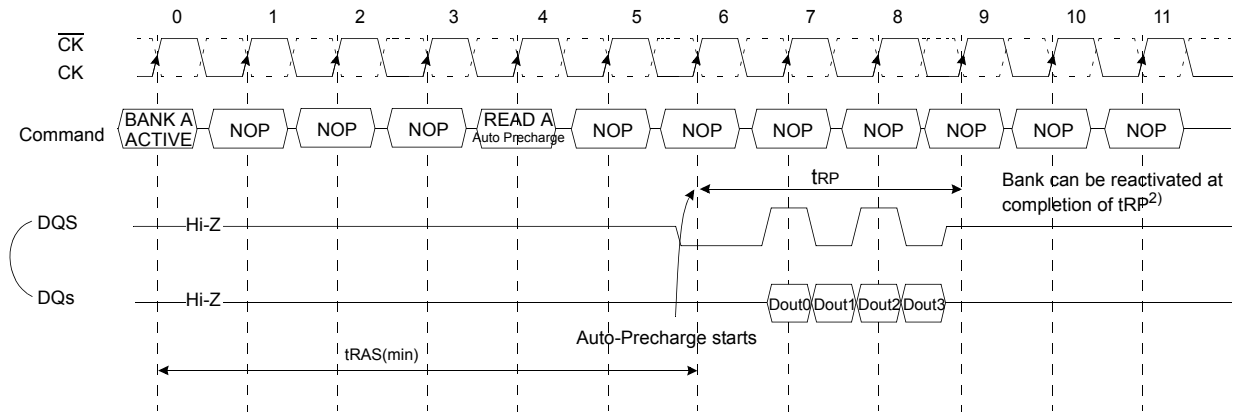 0 1 2 3 4 5 6 7 8 9 10 11
CK
CK
Command
BANK A
ACTIVE
NOP
NOP
NOP
READ A
Auto Precharge
NOP
NOP
NOP
NOP
NOP
NOP
NOP
tRP
Bank can be reactivated at
completion of tRP2)
DQS
Hi-Z
DQs
Hi-Z
Dout0 Dout1 Dout2 Dout3
Auto-Precharge starts
tRAS(min)